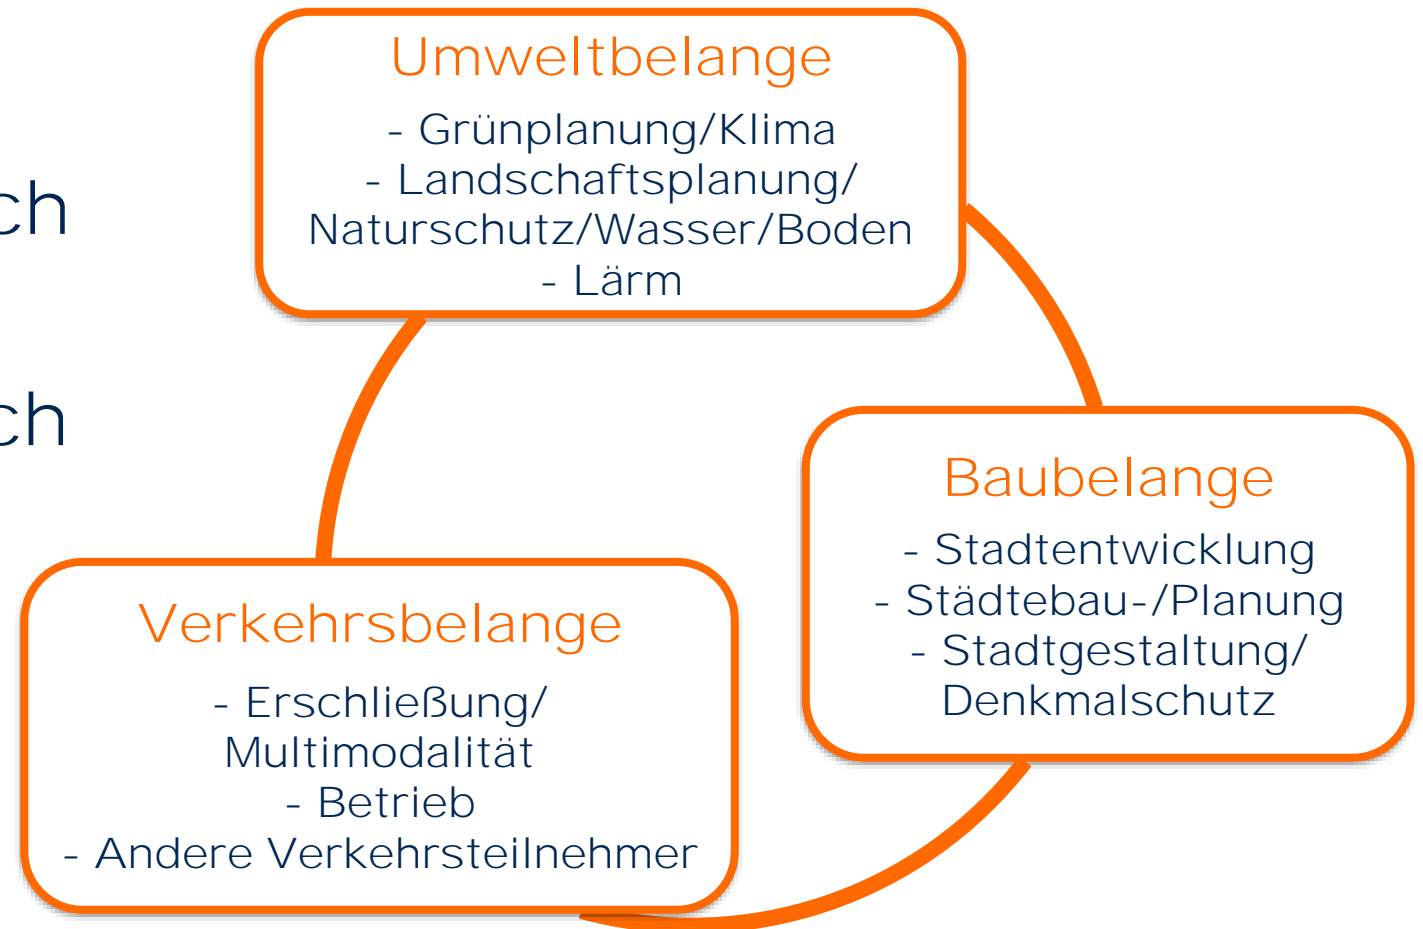 Umweltbelange
- Grünplanung/Klima
- Landschaftsplanung/
Naturschutz/Wasser/Boden
- Lärm
ch
ch
Baubelange
- Stadtentwicklung
- Städtebau-/Planung
- Stadtgestaltung/
Denkmalschutz
Verkehrsbelange
- Erschließung/
Multimodalität
- Betrieb
- Andere Verkehrsteilnehmer